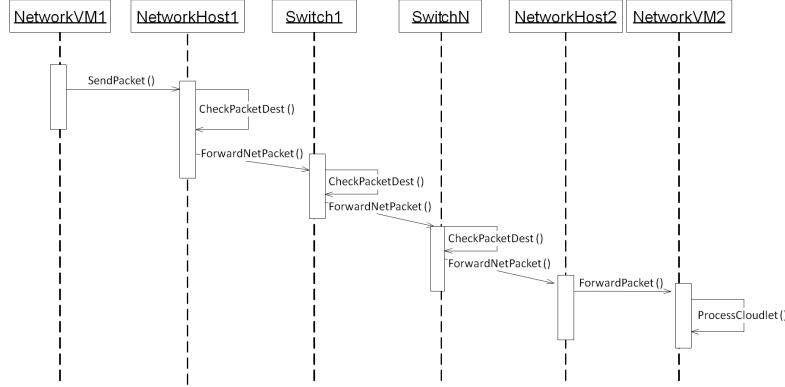 NetworkVM1 NetworkHost1 Switch1 SwitchN NetworkHost2 NetworkVM2
SendPacket ()
CheckPacketDest ()
ForwardNetPacket ()
CheckPacketDest ()
ForwardNetPacket ()
CheckPacketDest ()
ForwardNetPacket ()
ForwardPacket ()
ProcessCloudlet ()